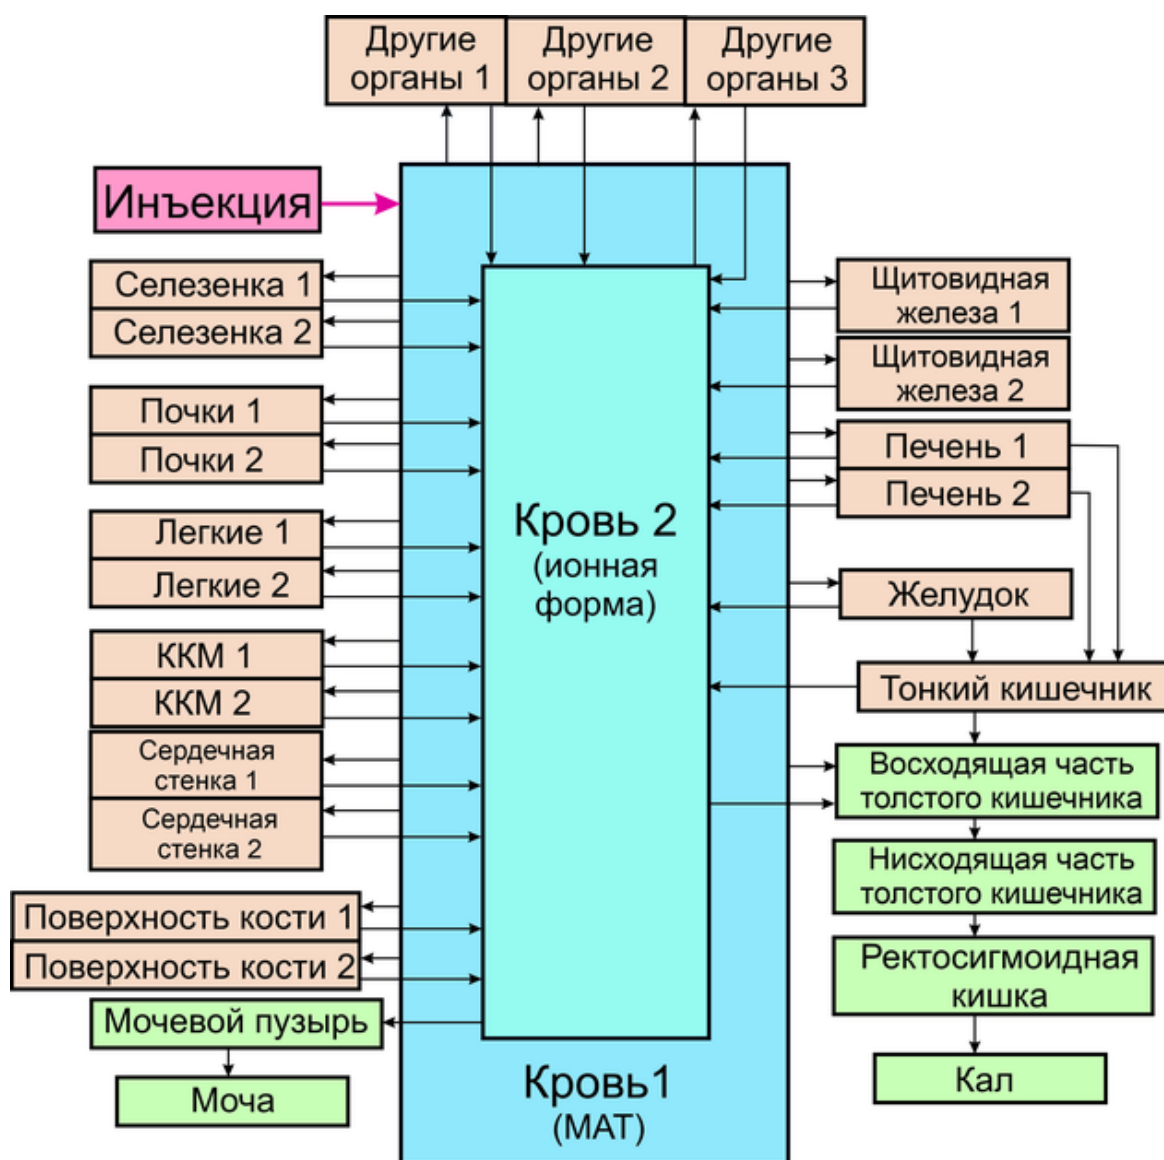 Другие
органы 1
Другие
органы 2
Другие
органы 3
Инъекция
Селезенка 1
Селезенка 2
Почки 1
Почки 2
Легкие 1
Легкие 2
ККМ 1
ККМ 2
Сердечная
стенка 1
Сердечная
стенка 2
Поверхность кости 1
Поверхность кости 2
Мочевой пузырь
Моча
Кровь 2
(ионная
форма)
Кровь1
(МАТ)
Щитовидная
железа 1
Щитовидная
железа 2
Печень 1
Печень 2
Желудок
Тонкий кишечник
Восходящая часть
толстого кишечника
Нисходящая часть
толстого кишечника
Ректосигмоидная
кишка
Кал